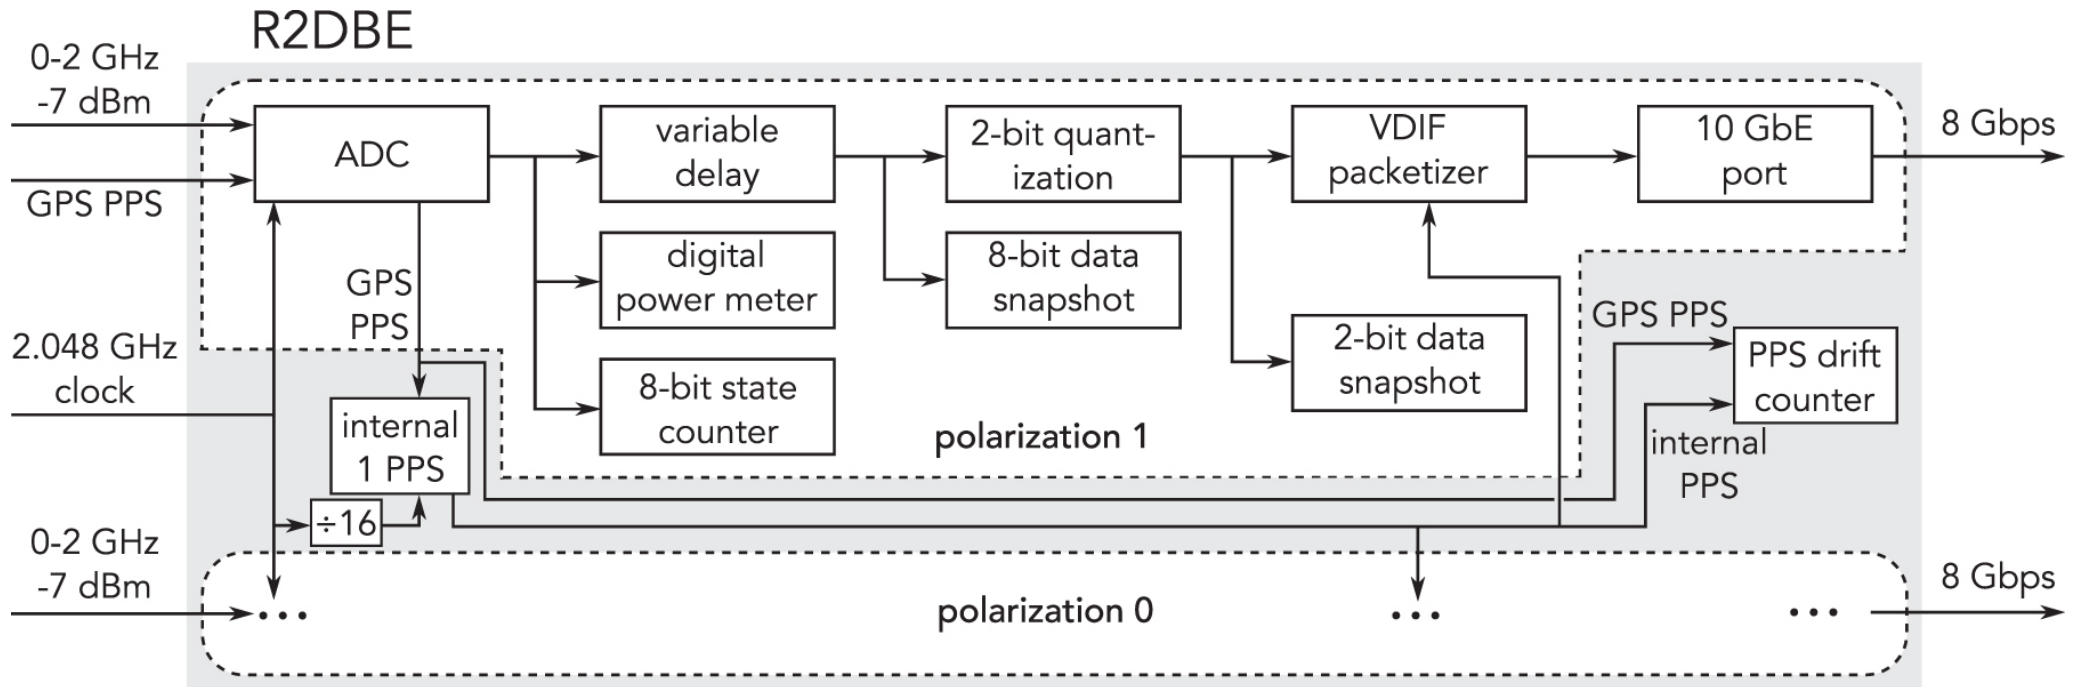 R2DBE
0-2 GHz
-7 dBm
GPS PPS
2.048 GHz
clock
0-2 GHz
-7 dBm
ADC
variable
delay
2-bit quant-
ization
VDIF
packetizer
10 GbE
port
8 Gbps
digital
power meter
8-bit data
snapshot
GPS
PPS
2-bit data
snapshot
GPS PPS
PPS drift
counter
8-bit state
counter
internal
1 PPS
polarization 1
internal
PPS
÷16
polarization 0
...
...
...
8 Gbps